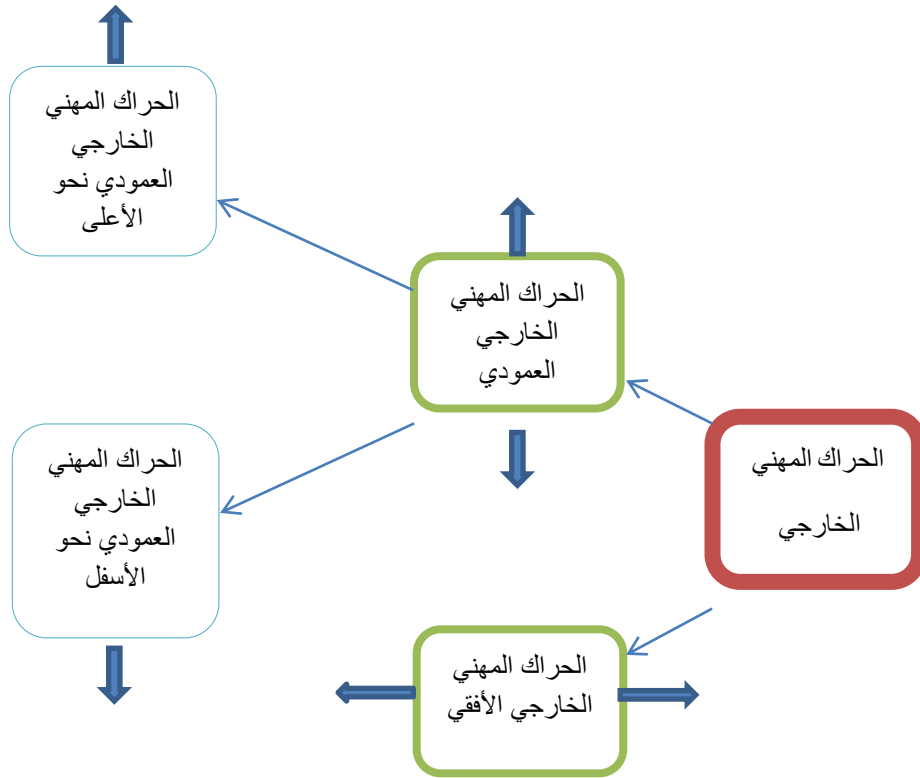 الحراك المهني
الخارجي
الحراك المهني
الخارجي
العمودي
الحراك المهني
الخارجي الأفقي
الحراك المهني
الخارجي
العمودي نحو
الأعلى
الحراك المهني
الخارجي
العمودي نحو
الأسفل